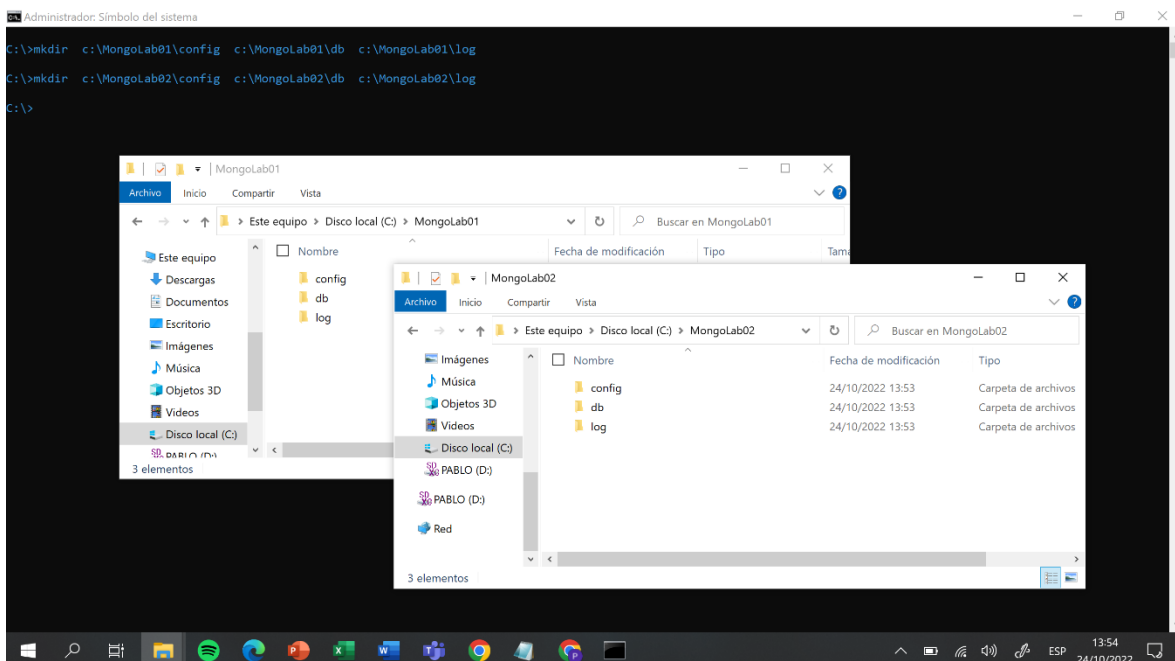 Administrador: Símbolo del sistema
C:\>mkdir  c:\MongoLab01\config  c:\MongoLab01\db  c:\MongoLab01\log
C:\>mkdir  c:\MongoLab02\config  c:\MongoLab02\db  c:\MongoLab02\log
C:\>
MongoLab01
Archivo Inicio Compartir Vista
Este equipo > Disco local (C:) > MongoLab01
Buscar en MongoLab01
Nombre Fecha de modificación Tipo Tama
Este equipo
Descargas
Documentos
Escritorio
Imágenes
Música
Objetos 3D
Videos
Disco local (C:)
PABLO (D:)
config
db
log
3 elementos
MongoLab02
Archivo Inicio Compartir Vista
Este equipo > Disco local (C:) > MongoLab02
Buscar en MongoLab02
Nombre Fecha de modificación Tipo
Imágenes
Música
Objetos 3D
Videos
Disco local (C:)
PABLO (D:)
PABLO (D:)
Red
config 24/10/2022 13:53 Carpeta de archivos
db 24/10/2022 13:53 Carpeta de archivos
log 24/10/2022 13:53 Carpeta de archivos
3 elementos
ESP
13:54
24/10/2022